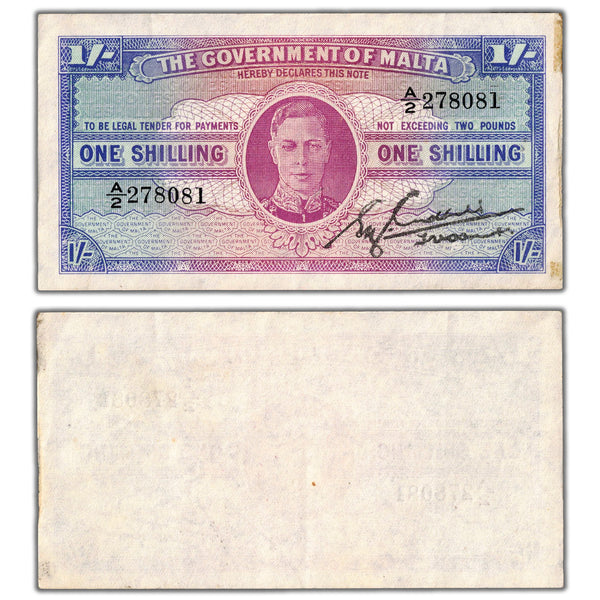 1/- THE GOVERNMENT OF MALTA 1/-
HEREBY DECLARES THIS NOTE
A/2 278081
TO BE LEGAL TENDER FOR PAYMENTS NOT EXCEEDING TWO POUNDS
ONE SHILLING ONE SHILLING
A/2 278081
1/- 1/-